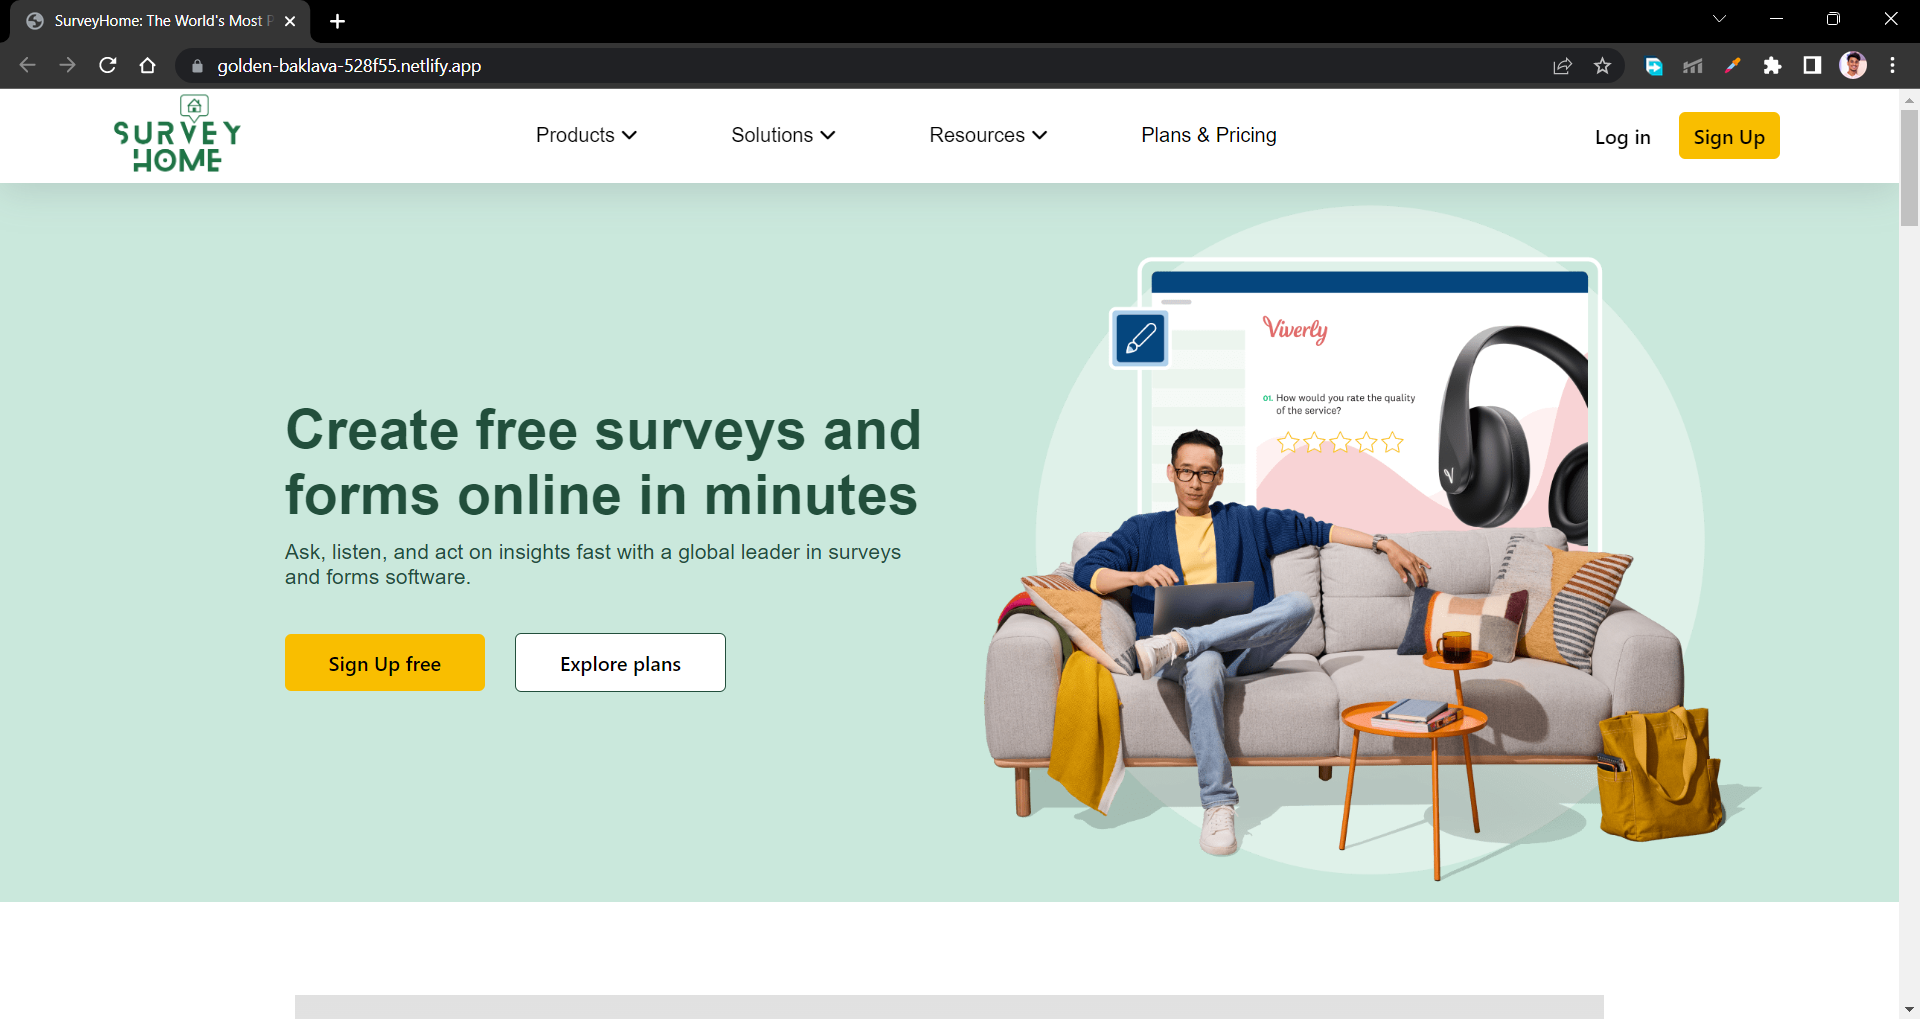 SurveyHome: The World's Most P
golden-baklava-528f55.netlify.app
SURVEY
HOME
Products
Solutions
Resources
Plans & Pricing
Log in
Sign Up
Viverly
01. How would you rate the quality
of the service?
Create free surveys and
forms online in minutes
Ask, listen, and act on insights fast with a global leader in surveys
and forms software.
Sign Up free
Explore plans